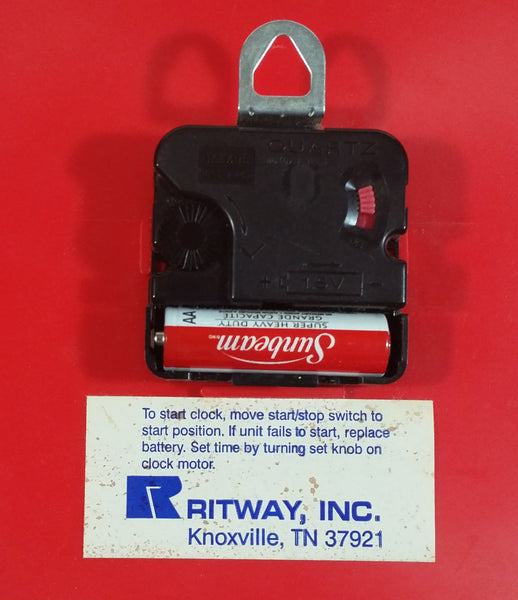 QUARTZ
+ 1.5V −
AA
SUPER HEAVY DUTY
GRANDE CAPACITÉ
Sunbeam
To start clock, move start/stop switch to
start position. If unit fails to start, replace
battery. Set time by turning set knob on
clock motor.
R RITWAY, INC.
Knoxville, TN 37921